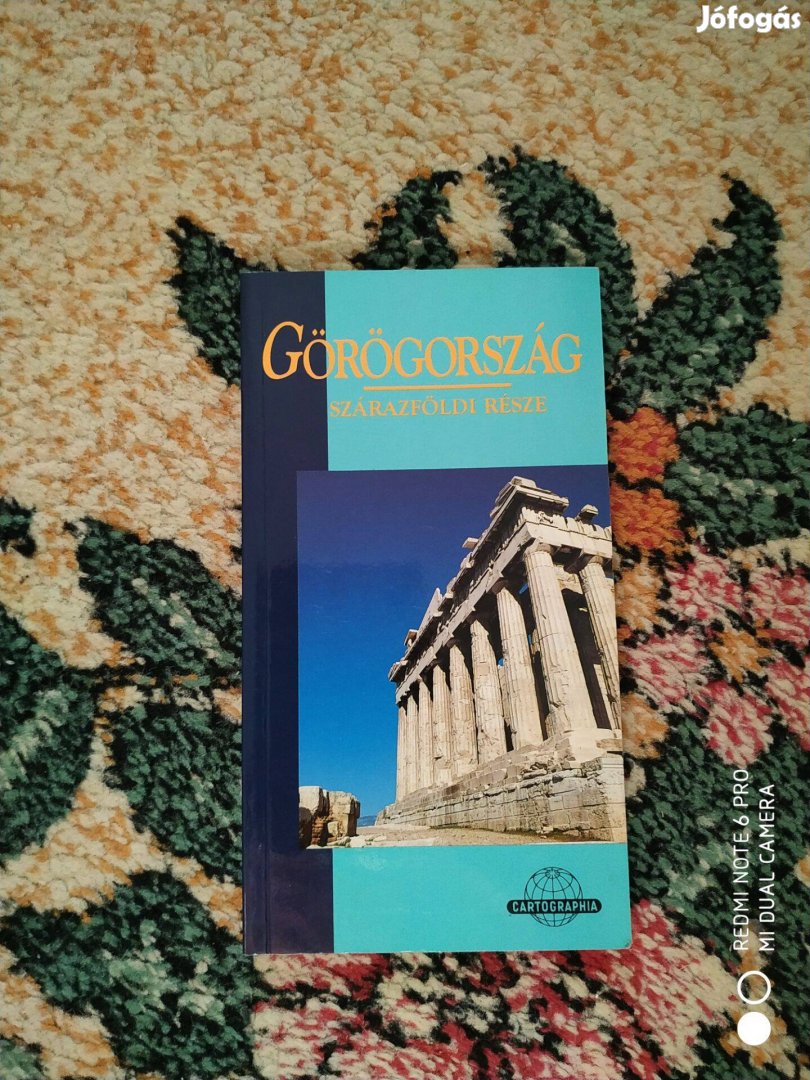 Jófogás
GÖRÖGORSZÁG
SZÁRAZFÖLDI RÉSZE
CARTOGRAPHIA
REDMI NOTE 6 PRO
MI DUAL CAMERA